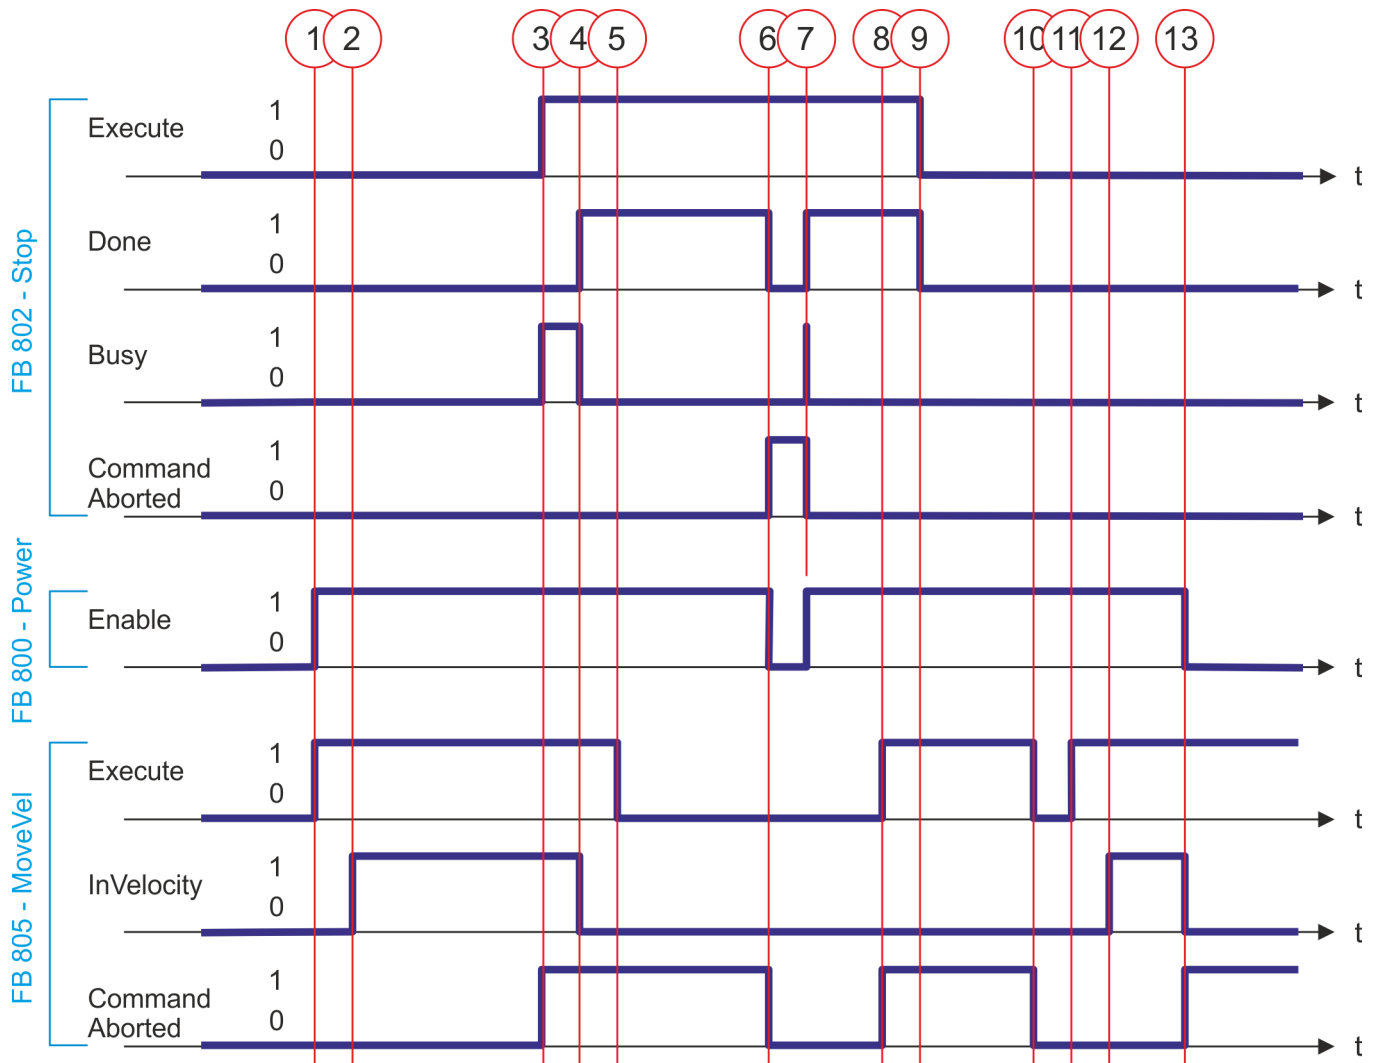 1 2 3 4 5 6 7 8 9 10 11 12 13
FB 802 - Stop
Execute
1
0
t
Done
1
0
t
Busy
1
0
t
Command
Aborted
1
0
t
FB 800 - Power
Enable
1
0
t
FB 805 - MoveVel
Execute
1
0
t
InVelocity
1
0
t
Command
Aborted
1
0
t